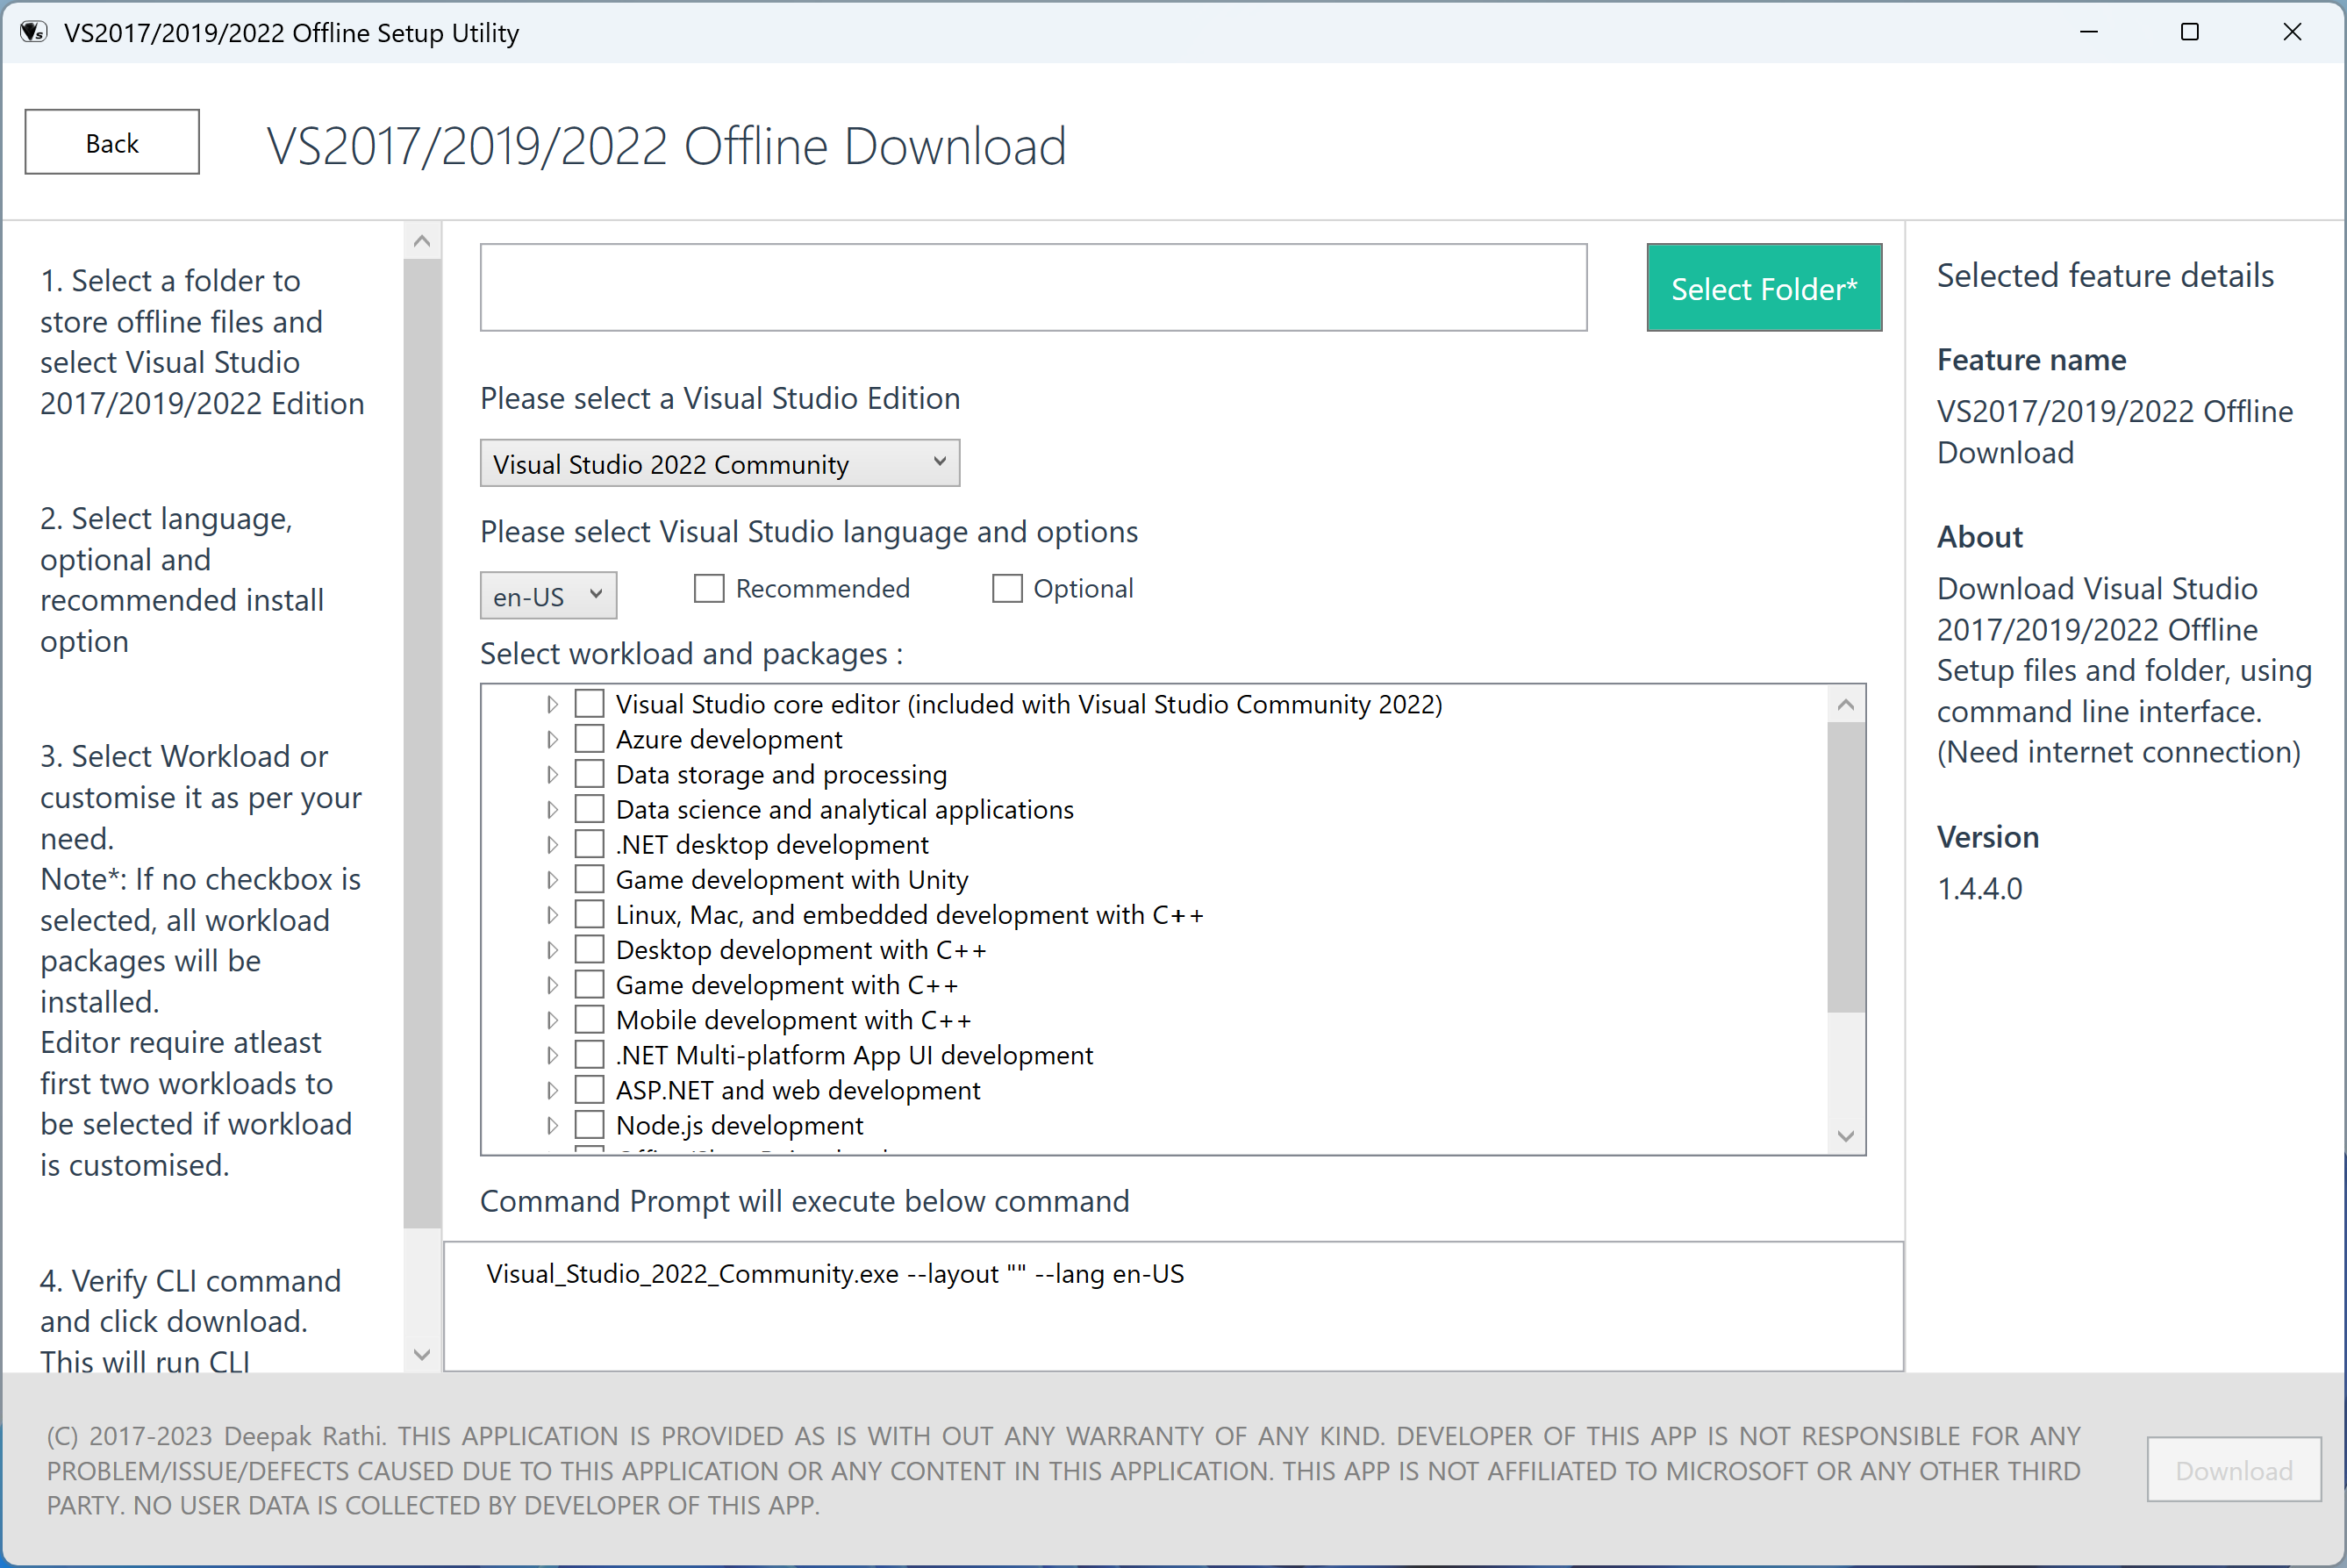 VS2017/2019/2022 Offline Setup Utility
Back
VS2017/2019/2022 Offline Download
1. Select a folder to
store offline files and
select Visual Studio
2017/2019/2022 Edition
2. Select language,
optional and
recommended install
option
3. Select Workload or
customise it as per your
need.
Note*: If no checkbox is
selected, all workload
packages will be
installed.
Editor require atleast
first two workloads to
be selected if workload
is customised.
4. Verify CLI command
and click download.
This will run CLI
Select Folder*
Please select a Visual Studio Edition
Visual Studio 2022 Community
Please select Visual Studio language and options
en-US
Recommended
Optional
Select workload and packages :
Visual Studio core editor (included with Visual Studio Community 2022)
Azure development
Data storage and processing
Data science and analytical applications
.NET desktop development
Game development with Unity
Linux, Mac, and embedded development with C++
Desktop development with C++
Game development with C++
Mobile development with C++
.NET Multi-platform App UI development
ASP.NET and web development
Node.js development
Command Prompt will execute below command
Visual_Studio_2022_Community.exe --layout "" --lang en-US
Selected feature details
Feature name
VS2017/2019/2022 Offline
Download
About
Download Visual Studio
2017/2019/2022 Offline
Setup files and folder, using
command line interface.
(Need internet connection)
Version
1.4.4.0
(C) 2017-2023 Deepak Rathi. THIS APPLICATION IS PROVIDED AS IS WITH OUT ANY WARRANTY OF ANY KIND. DEVELOPER OF THIS APP IS NOT RESPONSIBLE FOR ANY
PROBLEM/ISSUE/DEFECTS CAUSED DUE TO THIS APPLICATION OR ANY CONTENT IN THIS APPLICATION. THIS APP IS NOT AFFILIATED TO MICROSOFT OR ANY OTHER THIRD
PARTY. NO USER DATA IS COLLECTED BY DEVELOPER OF THIS APP.
Download